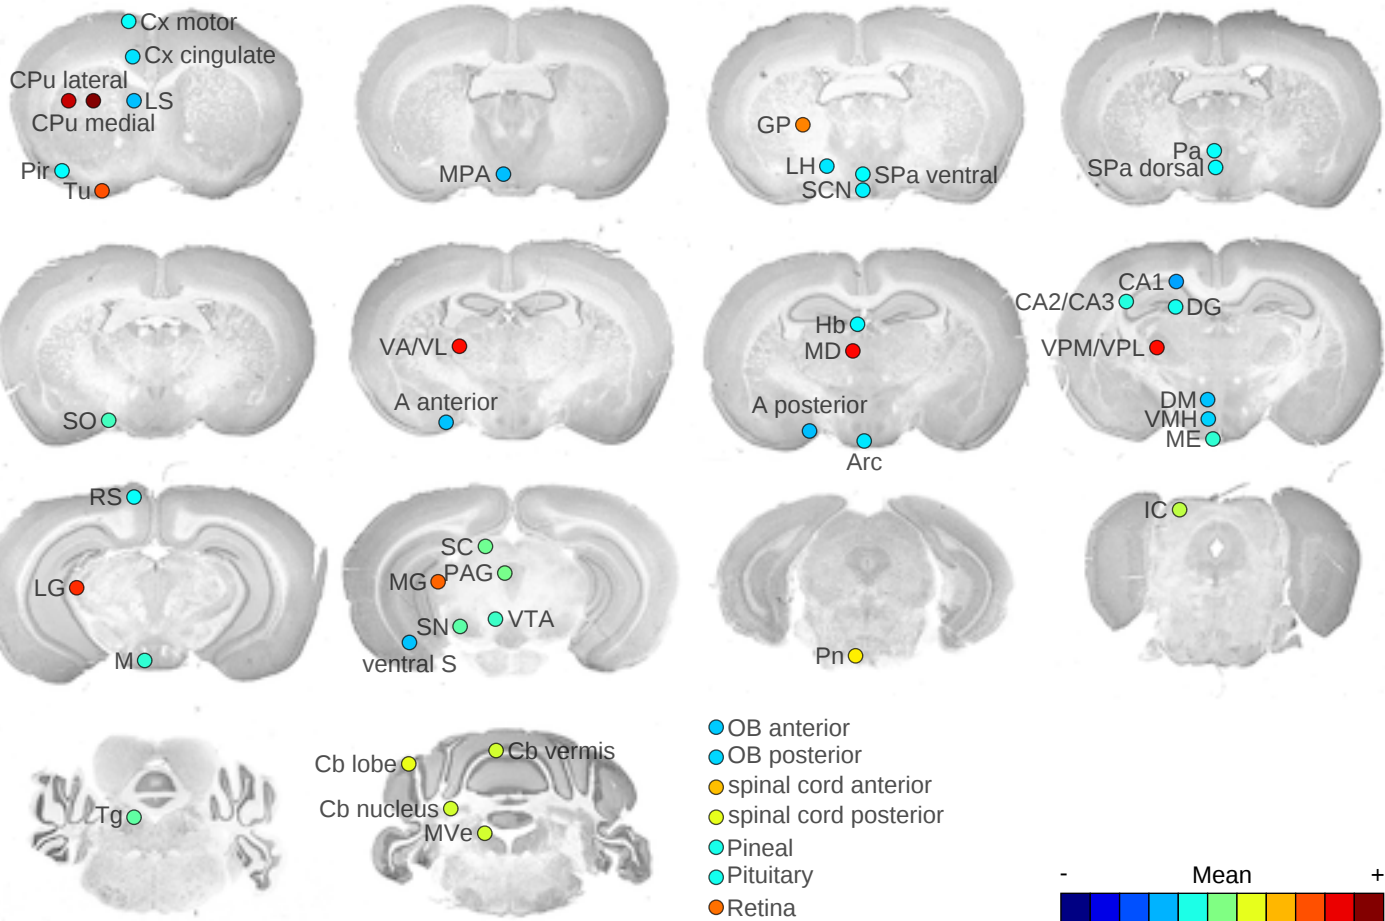 Cx motor
Cx cingulate
CPu lateral
LS
CPu medial
Pir
Tu
MPA
GP
LH
SPa ventral
SCN
Pa
SPa dorsal
SO
VA/VL
A anterior
Hb
MD
A posterior
Arc
CA1
CA2/CA3
DG
VPM/VPL
DM
VMH
ME
RS
LG
M
SC
MG
PAG
SN
VTA
ventral S
Pn
IC
Tg
Cb lobe
Cb vermis
Cb nucleus
MVe
OB anterior
OB posterior
spinal cord anterior
spinal cord posterior
Pineal
Pituitary
Retina
- Mean +